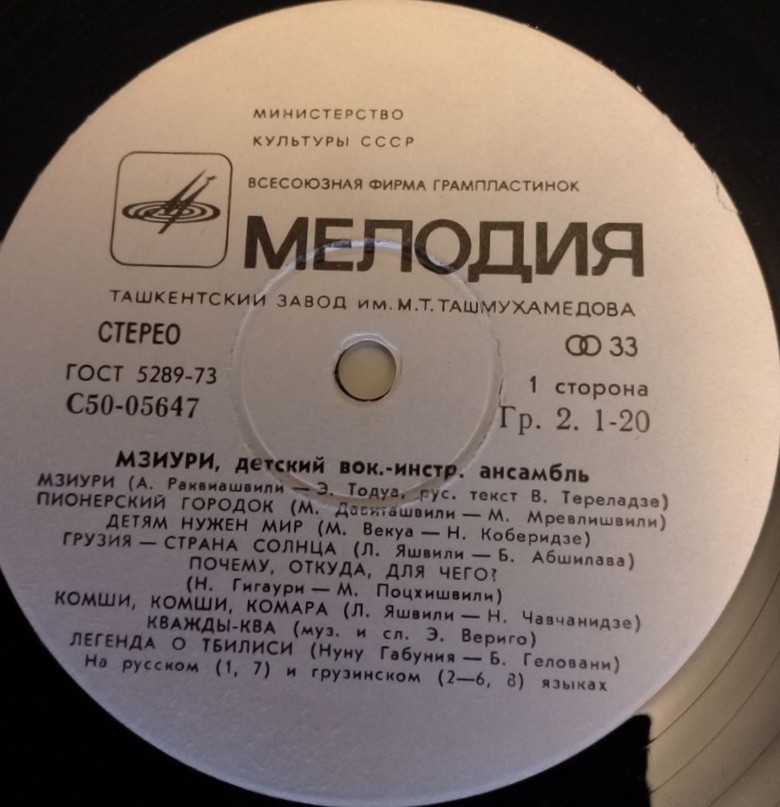 МИНИСТЕРСТВО
КУЛЬТУРЫ СССР
ВСЕСОЮЗНАЯ ФИРМА ГРАМПЛАСТИНОК
МЕЛОДИЯ
ТАШКЕНТСКИЙ ЗАВОД ИМ. М. Т. ТАШМУХАМЕДОВА
СТЕРЕО
33
ГОСТ 5289-73
1 сторона
С50-05647
Гр. 2. 1-20
МЗИУРИ, детский вок.-инстр. ансамбль
МЗИУРИ (А. Раквиашвили — Э. Тодуа, рус. текст В. Тереладзе)
ПИОНЕРСКИЙ ГОРОДОК (М. Давиташвили — М. Мревлишвили)
ДЕТЯМ НУЖЕН МИР (М. Векуа — Н. Коберидзе)
ГРУЗИЯ — СТРАНА СОЛНЦА (Л. Яшвили — Б. Абшилава)
ПОЧЕМУ, ОТКУДА, ДЛЯ ЧЕГО?
(Н. Гигаури — М. Поцхишвили)
КОМШИ, КОМШИ, КОМАРА (Л. Яшвили — Н. Чавчанидзе)
КВАЖДЫ-КВА (муз. и сл. Э. Вериго)
ЛЕГЕНДА О ТБИЛИСИ (Нуну Габуния — Б. Геловани)
На русском (1, 7) и грузинском (2—6, 8) языках